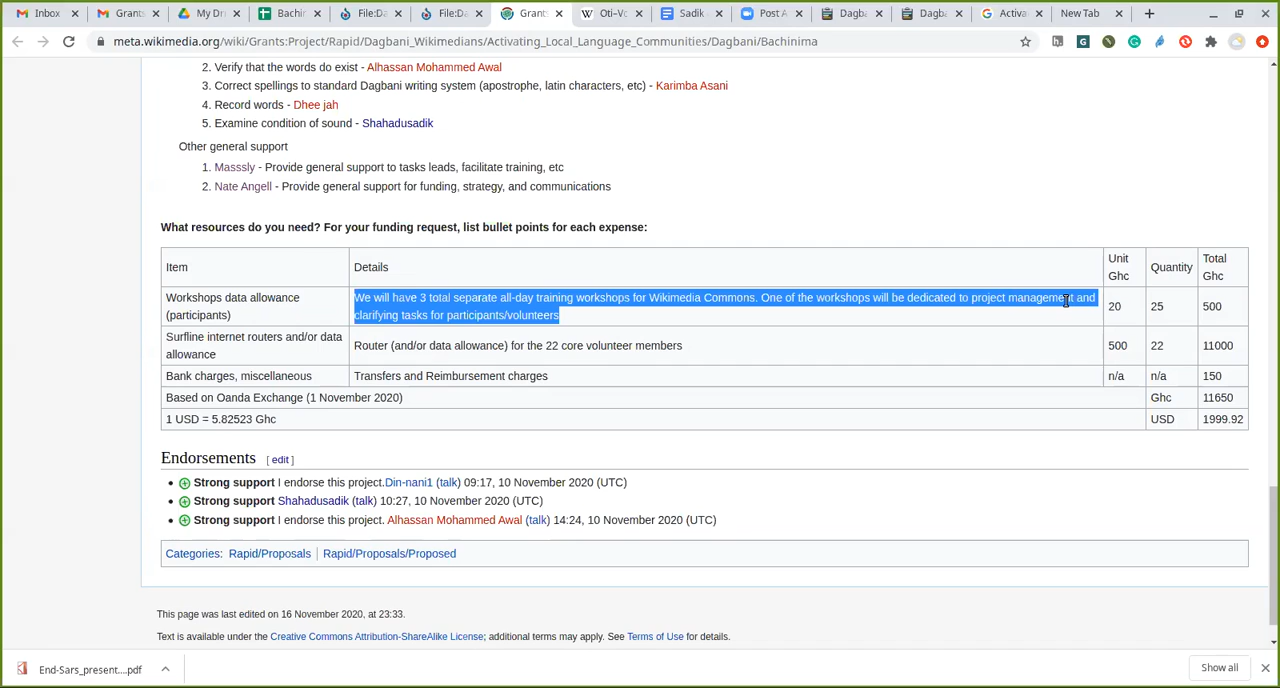 Inbox
Grants
My Dr
Bachin
File:Da
File:Da
Grants
Oti–Vo
Sadik -
Post A
Dagba
Dagba
Activa
New Tab
meta.wikimedia.org/wiki/Grants:Project/Rapid/Dagbani_Wikimedians/Activating_Local_Language_Communities/Dagbani/Bachinima
2. Verify that the words do exist - Alhassan Mohammed Awal
3. Correct spellings to standard Dagbani writing system (apostrophe, latin characters, etc) - Karimba Asani
4. Record words - Dhee jah
5. Examine condition of sound - Shahadusadik
Other general support
1. Masssly - Provide general support to tasks leads, facilitate training, etc
2. Nate Angell - Provide general support for funding, strategy, and communications
What resources do you need? For your funding request, list bullet points for each expense:
Item Details Unit Ghc Quantity Total Ghc
Workshops data allowance (participants) We will have 3 total separate all-day training workshops for Wikimedia Commons. One of the workshops will be dedicated to project management and clarifying tasks for participants/volunteers 20 25 500
Surfline internet routers and/or data allowance Router (and/or data allowance) for the 22 core volunteer members 500 22 11000
Bank charges, miscellaneous Transfers and Reimbursement charges n/a n/a 150
Based on Oanda Exchange (1 November 2020) Ghc 11650
1 USD = 5.82523 Ghc USD 1999.92
Endorsements [ edit ]
Strong support I endorse this project.Din-nani1 (talk) 09:17, 10 November 2020 (UTC)
Strong support Shahadusadik (talk) 10:27, 10 November 2020 (UTC)
Strong support I endorse this project. Alhassan Mohammed Awal (talk) 14:24, 10 November 2020 (UTC)
Categories: Rapid/Proposals | Rapid/Proposals/Proposed
This page was last edited on 16 November 2020, at 23:33.
Text is available under the Creative Commons Attribution-ShareAlike License; additional terms may apply. See Terms of Use for details.
End-Sars_present....pdf
Show all